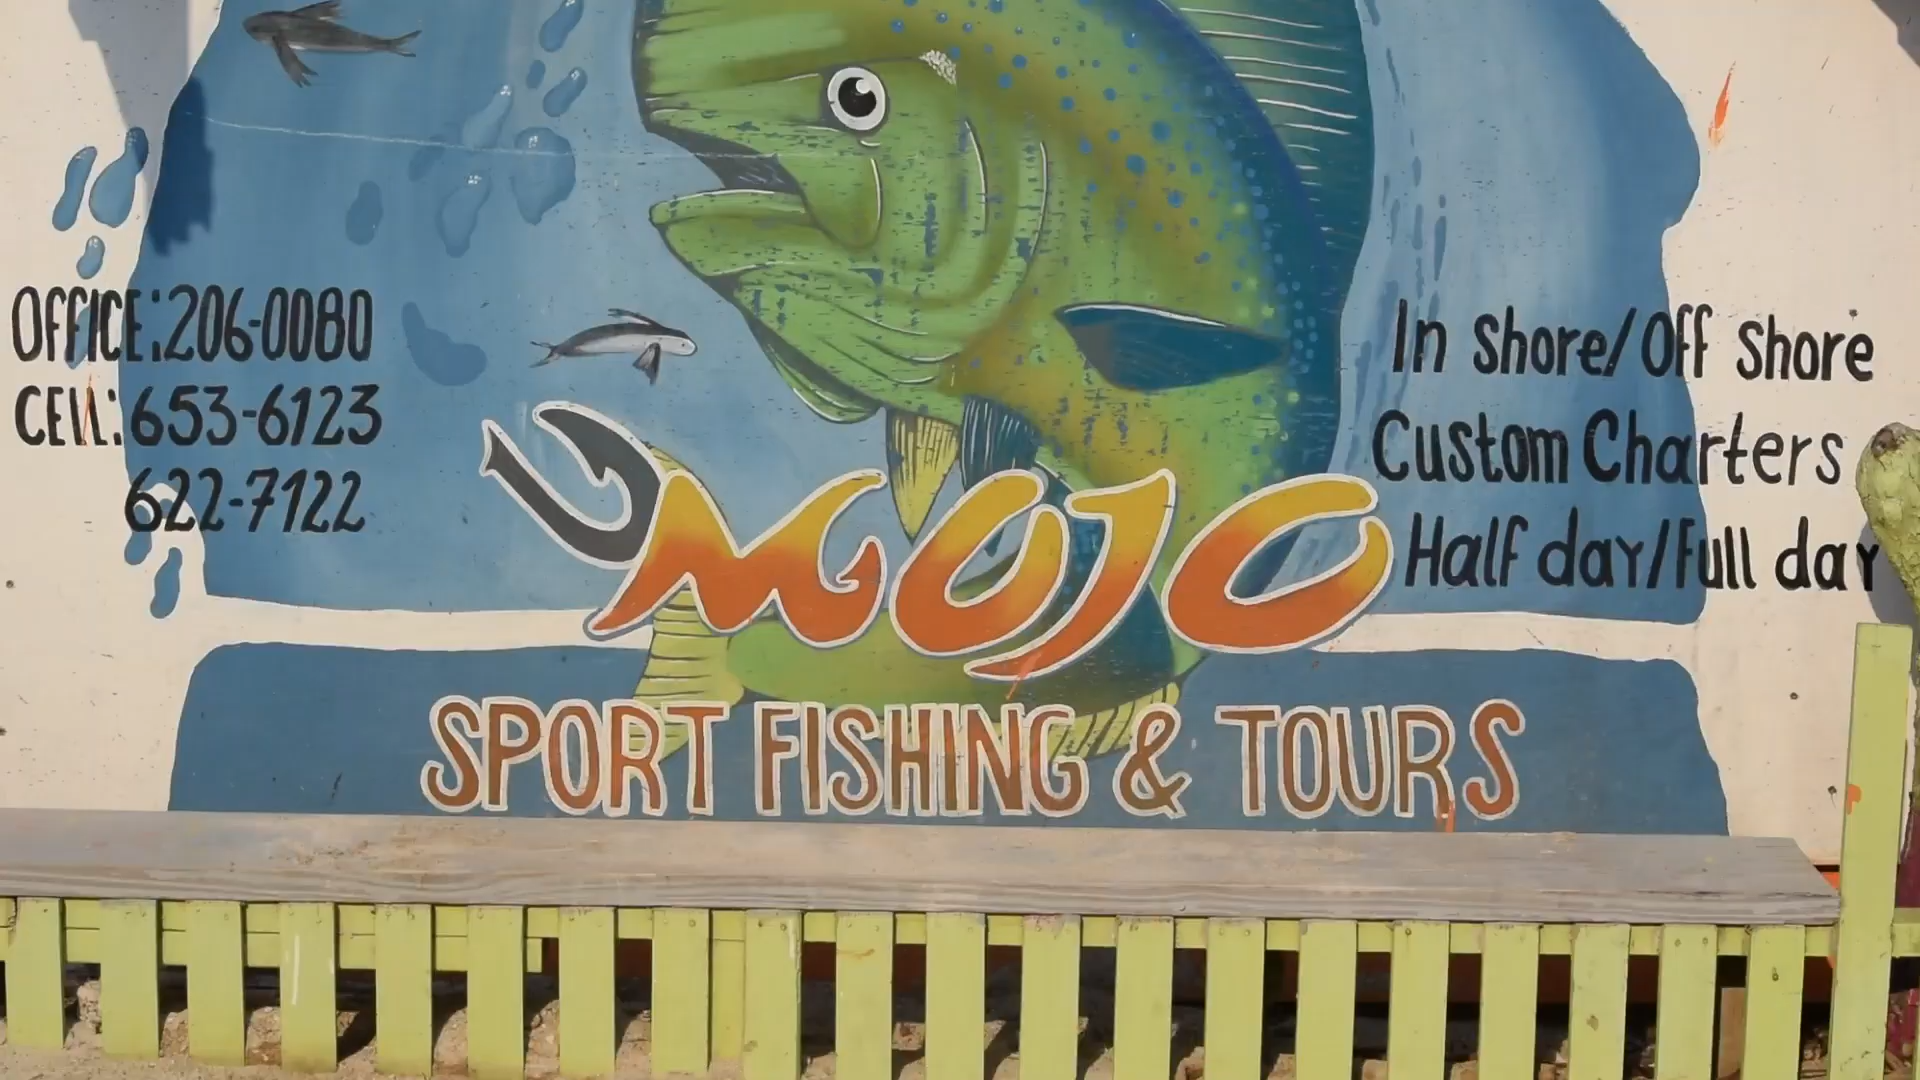 OFFICE:206-0080
CELL:653-6123
622-7122
In Shore/Off Shore
Custom Charters
Half day/Full day
MOJO
SPORT FISHING & TOURS